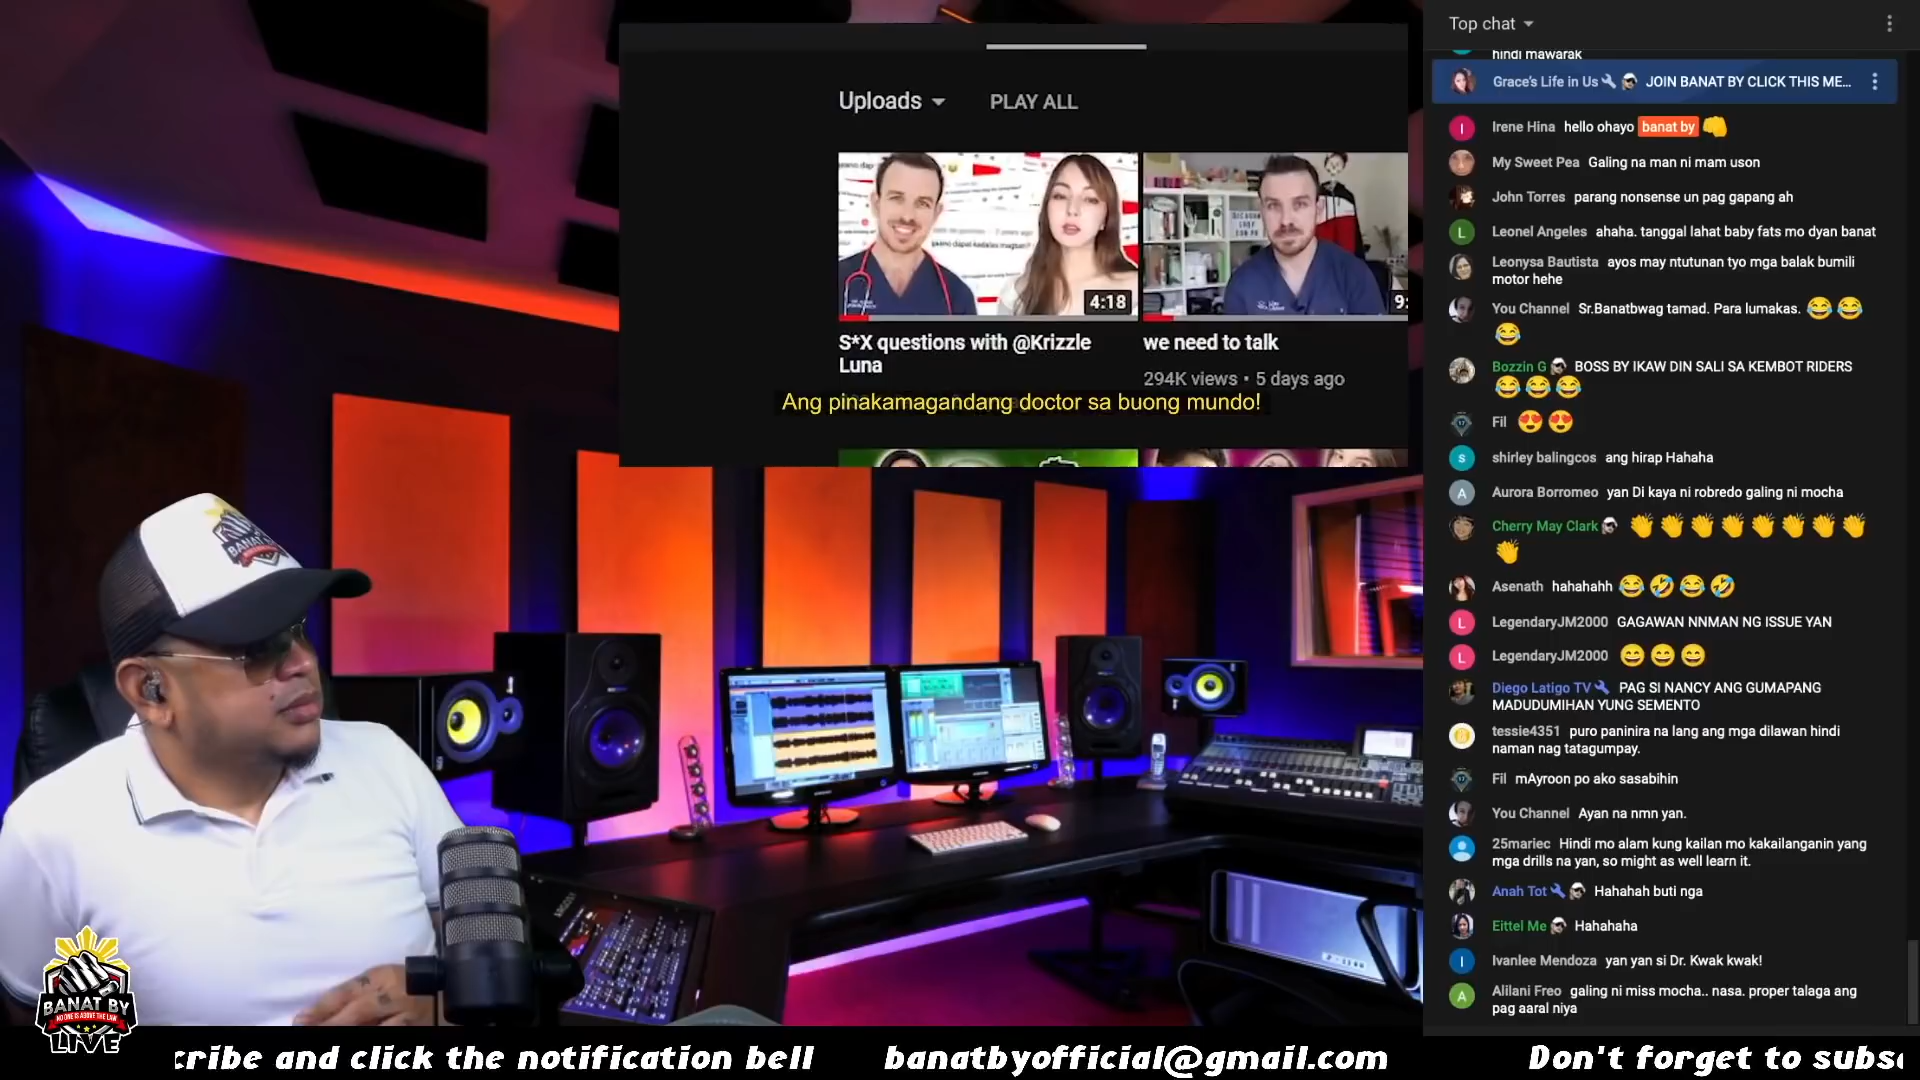 Uploads
PLAY ALL
4:18
9:
S*X questions with @Krizzle
Luna
we need to talk
294K views • 5 days ago
Ang pinakamagandang doctor sa buong mundo!
BANAT BY
NO ONE IS ABOVE THE LAW
LIVE
cribe and click the notification bell
banatbyofficial@gmail.com
Don't forget to subs
Top chat
hindi mawarak
Grace's Life in Us JOIN BANAT BY CLICK THIS ME...
Irene Hina hello ohayo banat by
My Sweet Pea Galing na man ni mam uson
John Torres parang nonsense un pag gapang ah
Leonel Angeles ahaha. tanggal lahat baby fats mo dyan banat
Leonysa Bautista ayos may ntutunan tyo mga balak bumili
motor hehe
You Channel Sr.Banatbwag tamad. Para lumakas. 😂 😂
😂
Bozzin G BOSS BY IKAW DIN SALI SA KEMBOT RIDERS
😂 😂 😂
Fil 😍 😍
shirley balingcos ang hirap Hahaha
Aurora Borromeo yan Di kaya ni robredo galing ni mocha
Cherry May Clark 👏 👏 👏 👏 👏 👏 👏 👏
👏
Asenath hahahahh 😂 🤣 😂 🤣
LegendaryJM2000 GAGAWAN NNMAN NG ISSUE YAN
LegendaryJM2000 😄 😄 😄
Diego Latigo TV PAG SI NANCY ANG GUMAPANG
MADUDUMIHAN YUNG SEMENTO
tessie4351 puro paninira na lang ang mga dilawan hindi
naman nag tatagumpay.
Fil mAyroon po ako sasabihin
You Channel Ayan na nmn yan.
25mariec Hindi mo alam kung kailan mo kakailanganin yang
mga drills na yan, so might as well learn it.
Anah Tot Hahahah buti nga
Eittel Me Hahahaha
Ivanlee Mendoza yan yan si Dr. Kwak kwak!
Alilani Freo galing ni miss mocha.. nasa. proper talaga ang
pag aaral niya